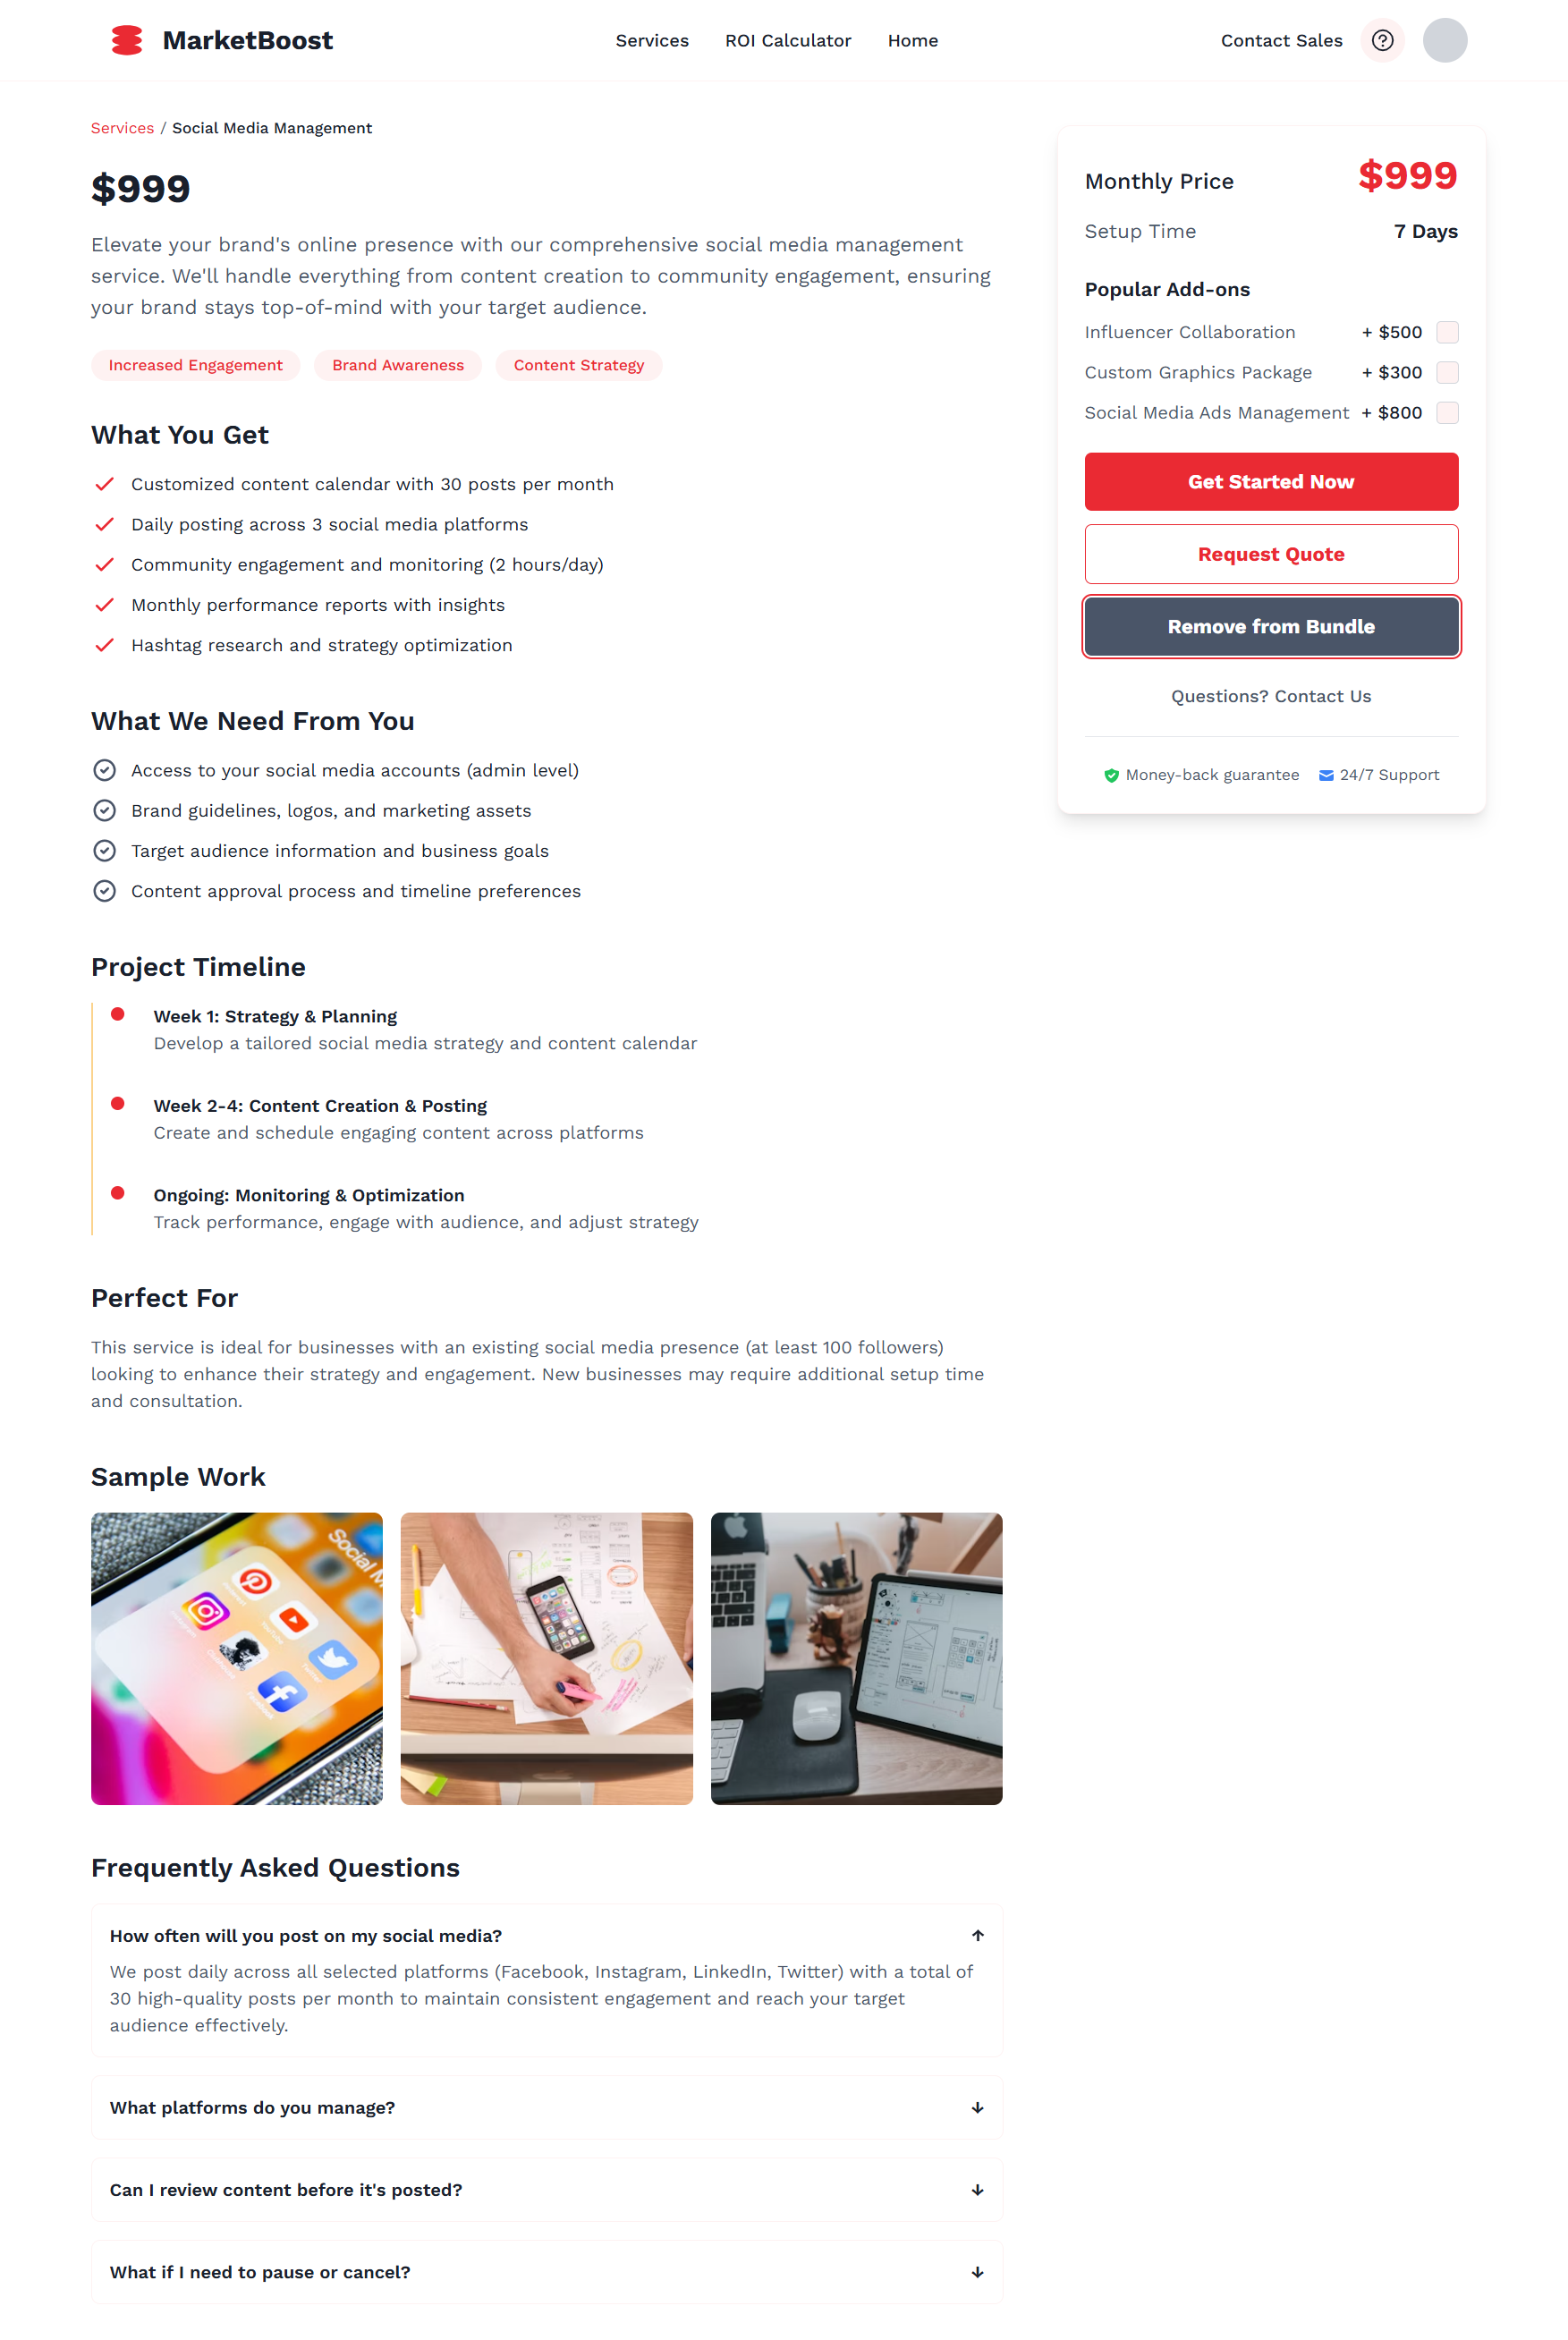 MarketBoost
Services
ROI Calculator
Home
Contact Sales
Services / Social Media Management
$999
Elevate your brand's online presence with our comprehensive social media management
service. We'll handle everything from content creation to community engagement, ensuring
your brand stays top-of-mind with your target audience.
Increased Engagement
Brand Awareness
Content Strategy
What You Get
Customized content calendar with 30 posts per month
Daily posting across 3 social media platforms
Community engagement and monitoring (2 hours/day)
Monthly performance reports with insights
Hashtag research and strategy optimization
What We Need From You
Access to your social media accounts (admin level)
Brand guidelines, logos, and marketing assets
Target audience information and business goals
Content approval process and timeline preferences
Project Timeline
Week 1: Strategy & Planning
Develop a tailored social media strategy and content calendar
Week 2-4: Content Creation & Posting
Create and schedule engaging content across platforms
Ongoing: Monitoring & Optimization
Track performance, engage with audience, and adjust strategy
Perfect For
This service is ideal for businesses with an existing social media presence (at least 100 followers)
looking to enhance their strategy and engagement. New businesses may require additional setup time
and consultation.
Sample Work
Social M
Frequently Asked Questions
How often will you post on my social media?
We post daily across all selected platforms (Facebook, Instagram, LinkedIn, Twitter) with a total of
30 high-quality posts per month to maintain consistent engagement and reach your target
audience effectively.
What platforms do you manage?
Can I review content before it's posted?
What if I need to pause or cancel?
Monthly Price $999
Setup Time 7 Days
Popular Add-ons
Influencer Collaboration + $500
Custom Graphics Package + $300
Social Media Ads Management + $800
Get Started Now
Request Quote
Remove from Bundle
Questions? Contact Us
Money-back guarantee
24/7 Support